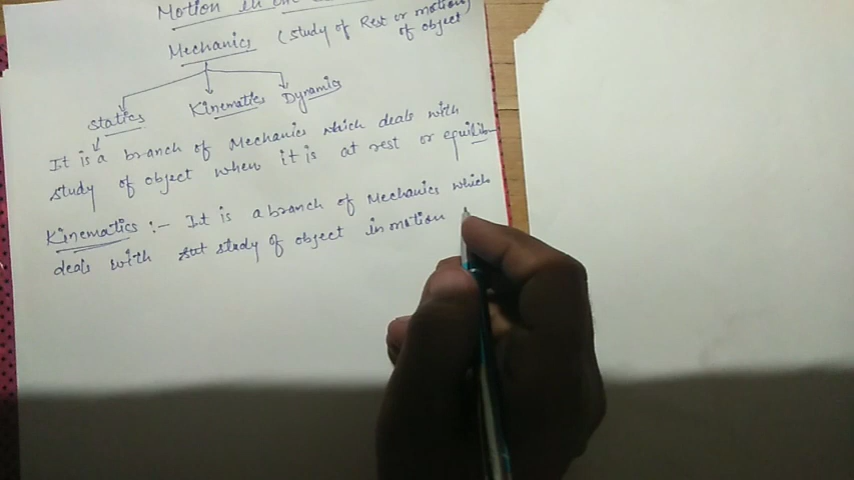 Motion in
Mechanics (study of Rest or motion
of object)
Statics Kinematics Dynamics
It is a branch of Mechanics which deals with
study of object when it is at rest or equilib
Kinematics :- It is a branch of Mechanics which
deals with study of object in motion